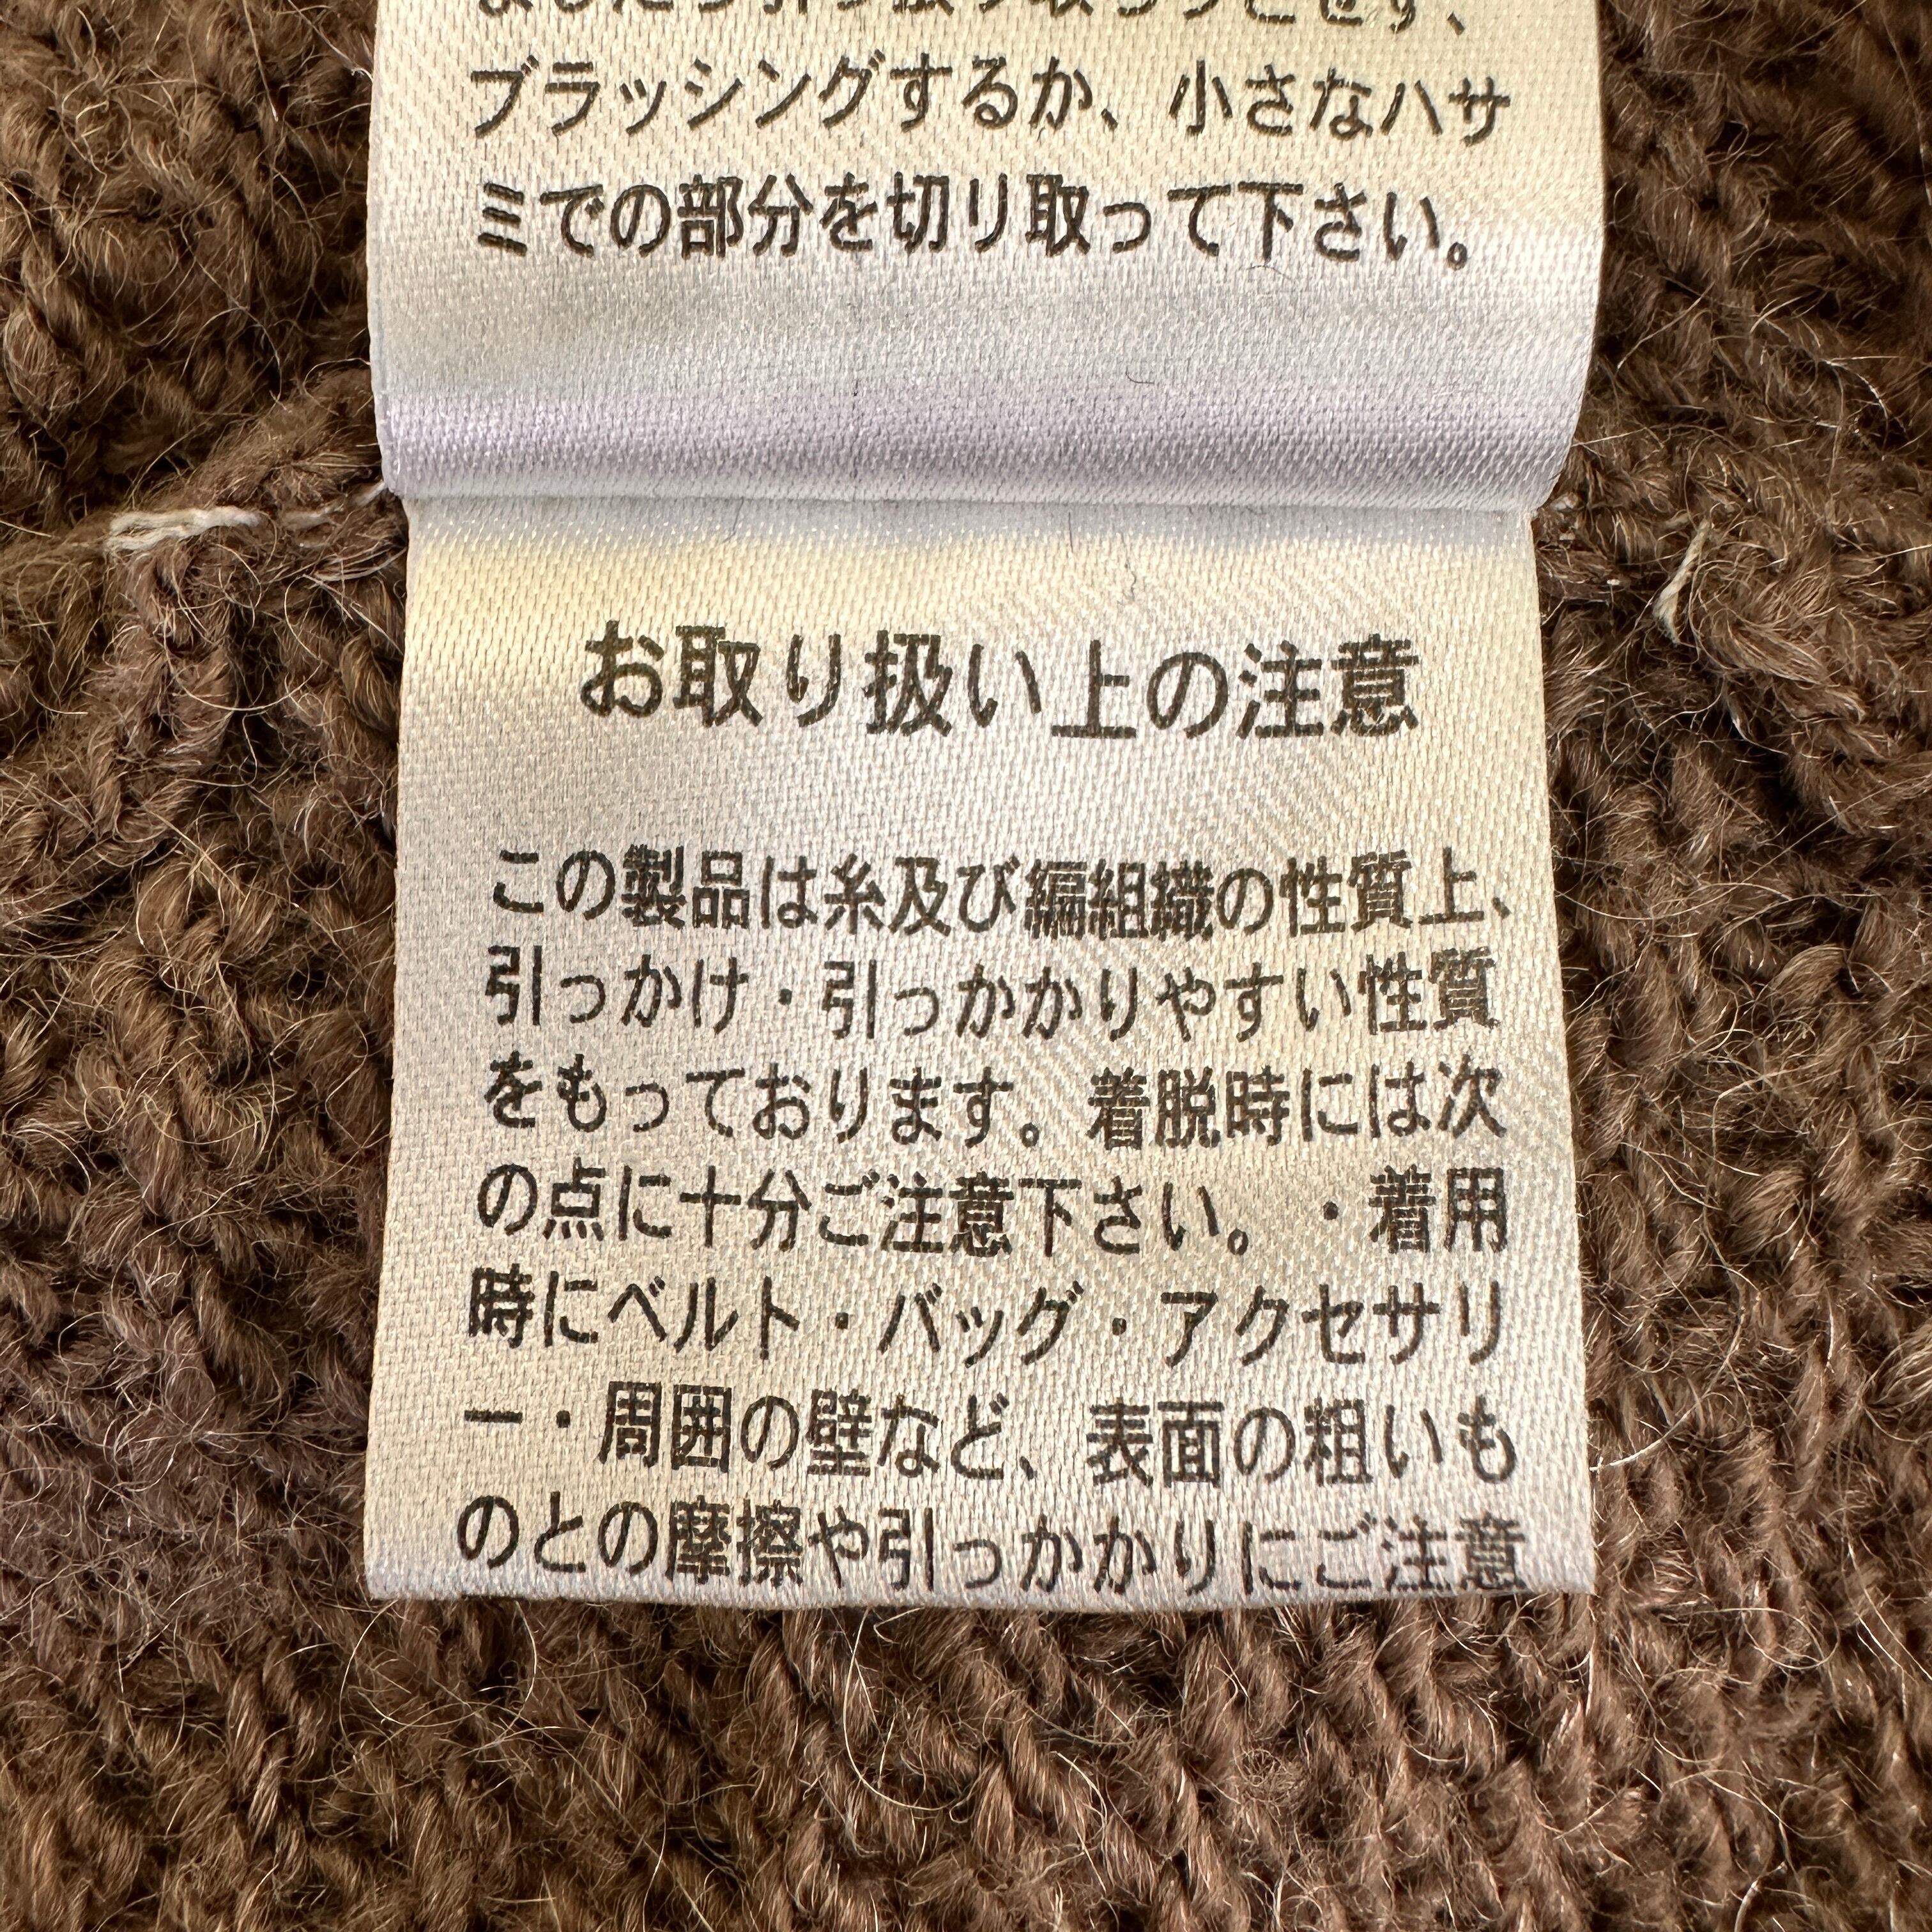 ブラッシングするか、小さなハサ
ミでの部分を切り取って下さい。
お取り扱い上の注意
この製品は糸及び編組織の性質上、
引っかけ・引っかかりやすい性質
をもっております。着脱時には次
の点に十分ご注意下さい。・着用
時にベルト・バッグ・アクセサリ
ー・周囲の壁など、表面の粗いも
のとの摩擦や引っかかりにご注意